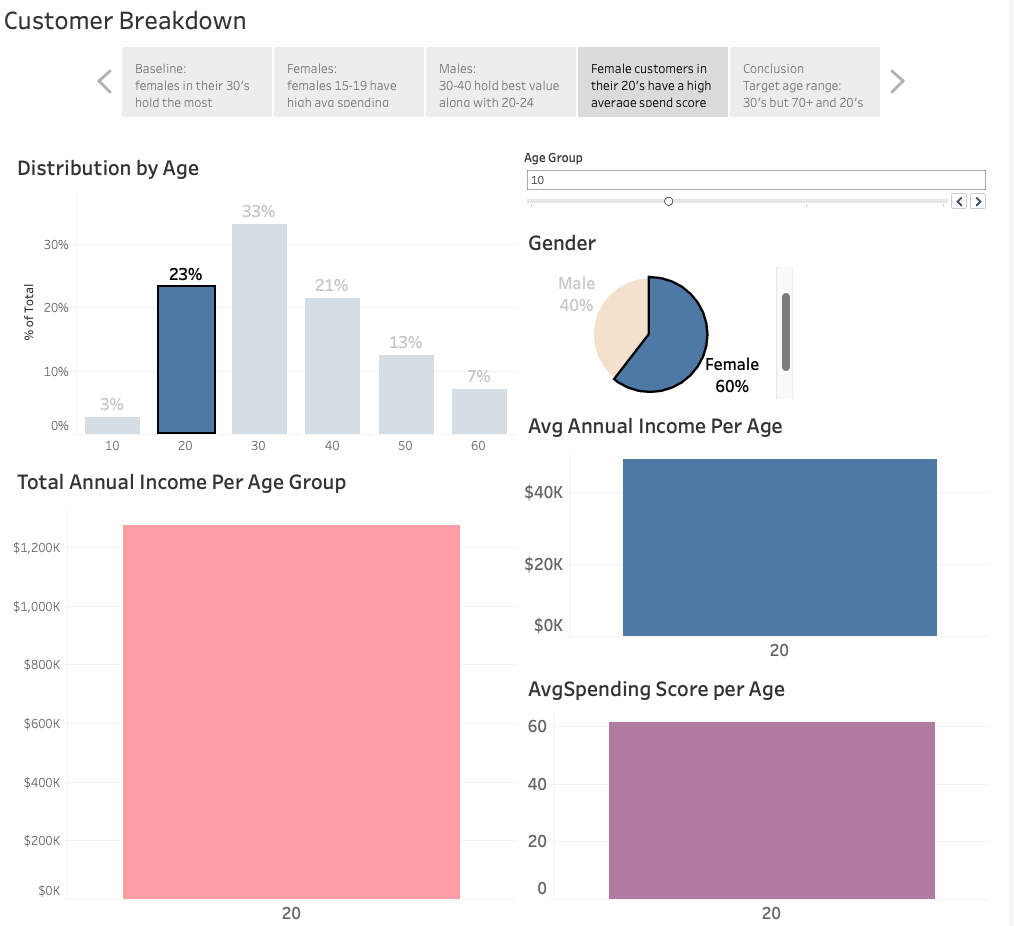 Customer Breakdown
Baseline:
females in their 30's
hold the most
Females:
females 15-19 have
high avg spending
Males:
30-40 hold best value
along with 20-24
Female customers in
their 20's have a high
average spend score
Conclusion
Target age range:
30's but 70+ and 20's
Distribution by Age
% of Total
30%
20%
10%
0%
3%
23%
33%
21%
13%
7%
10
20
30
40
50
60
Age Group
10
Gender
Male
40%
Female
60%
Total Annual Income Per Age Group
$1,200K
$1,000K
$800K
$600K
$400K
$200K
$0K
20
Avg Annual Income Per Age
$40K
$20K
$0K
20
AvgSpending Score per Age
60
40
20
0
20